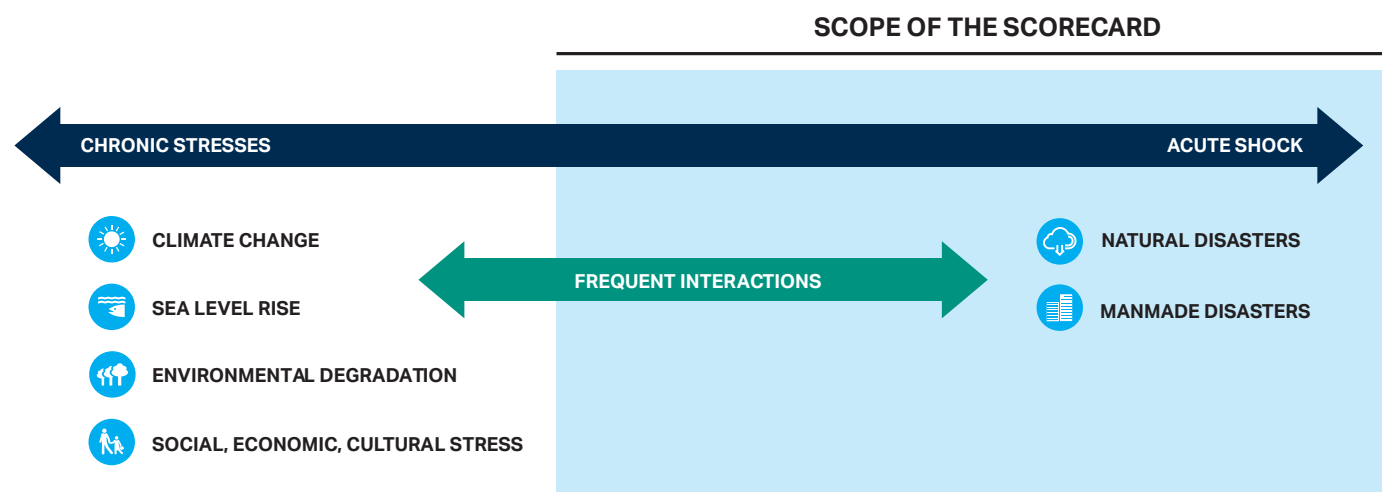 SCOPE OF THE SCORECARD
CHRONIC STRESSES
ACUTE SHOCK
CLIMATE CHANGE
SEA LEVEL RISE
ENVIRONMENTAL DEGRADATION
SOCIAL, ECONOMIC, CULTURAL STRESS
FREQUENT INTERACTIONS
NATURAL DISASTERS
MANMADE DISASTERS